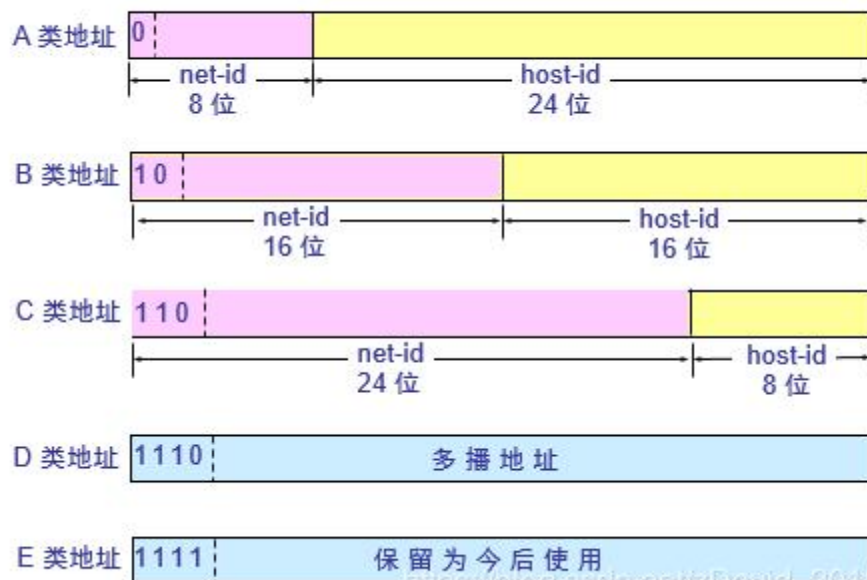 A 类地址 0
net-id host-id
8 位 24 位
B 类地址 10
net-id host-id
16 位 16 位
C 类地址 110
net-id host-id
24 位 8 位
D 类地址 1110 多播地址
E 类地址 1111 保留为今后使用